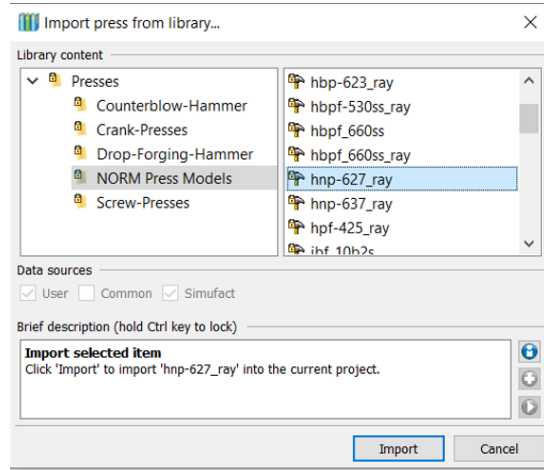 Import press from library...
Library content
Presses
Counterblow-Hammer
Crank-Presses
Drop-Forging-Hammer
NORM Press Models
Screw-Presses
hbp-623_ray
hbpf-530ss_ray
hbpf_660ss
hbpf_660ss_ray
hnp-627_ray
hnp-637_ray
hpf-425_ray
ibf_10b2s
Data sources
User Common Simufact
Brief description (hold Ctrl key to lock)
Import selected item
Click 'Import' to import 'hnp-627_ray' into the current project.
Import Cancel